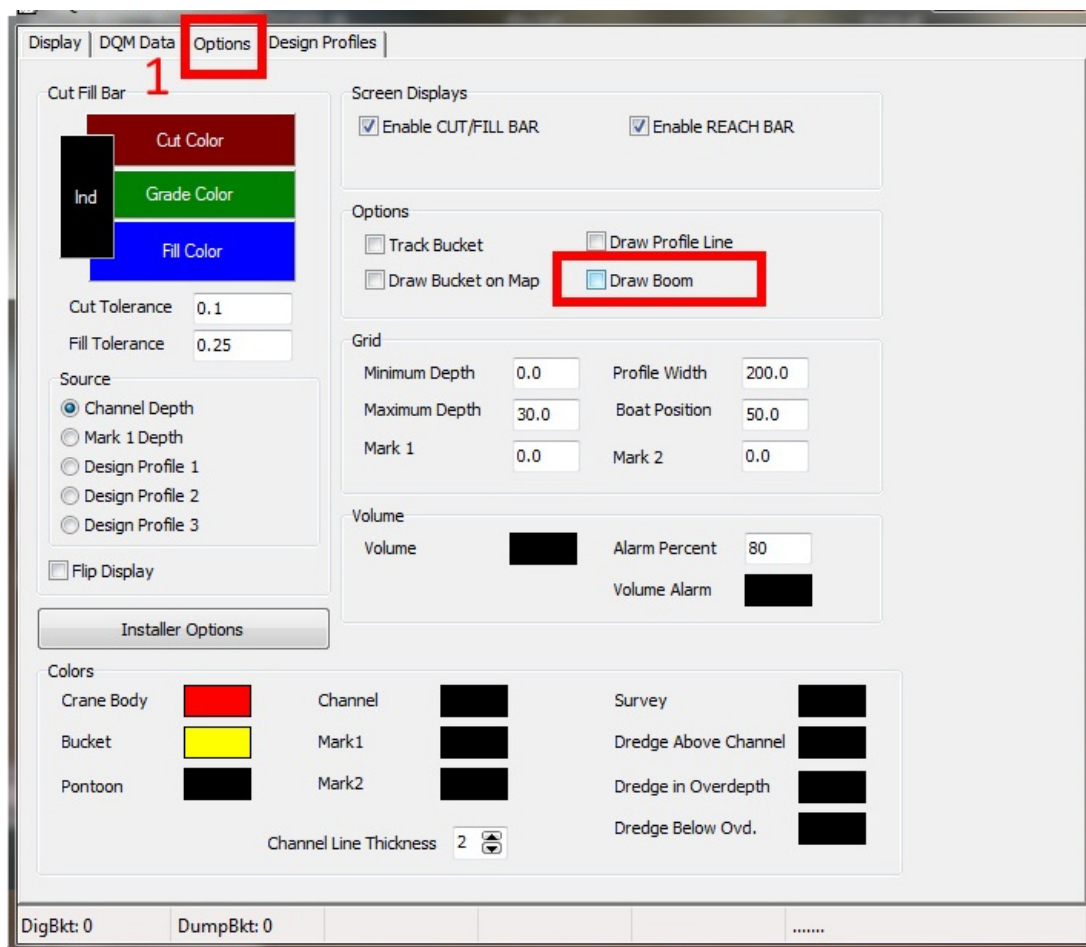 Display DQM Data Options Design Profiles
1
Cut Fill Bar
Cut Color
Ind
Grade Color
Fill Color
Cut Tolerance 0.1
Fill Tolerance 0.25
Source
Channel Depth
Mark 1 Depth
Design Profile 1
Design Profile 2
Design Profile 3
Flip Display
Installer Options
Screen Displays
Enable CUT/FILL BAR Enable REACH BAR
Options
Track Bucket Draw Profile Line
Draw Bucket on Map Draw Boom
Grid
Minimum Depth 0.0 Profile Width 200.0
Maximum Depth 30.0 Boat Position 50.0
Mark 1 0.0 Mark 2 0.0
Volume
Volume Alarm Percent 80
Volume Alarm
Colors
Crane Body Channel Survey
Bucket Mark1 Dredge Above Channel
Pontoon Mark2 Dredge in Overdepth
Dredge Below Ovd.
Channel Line Thickness 2
DigBkt: 0 DumpBkt: 0 .......